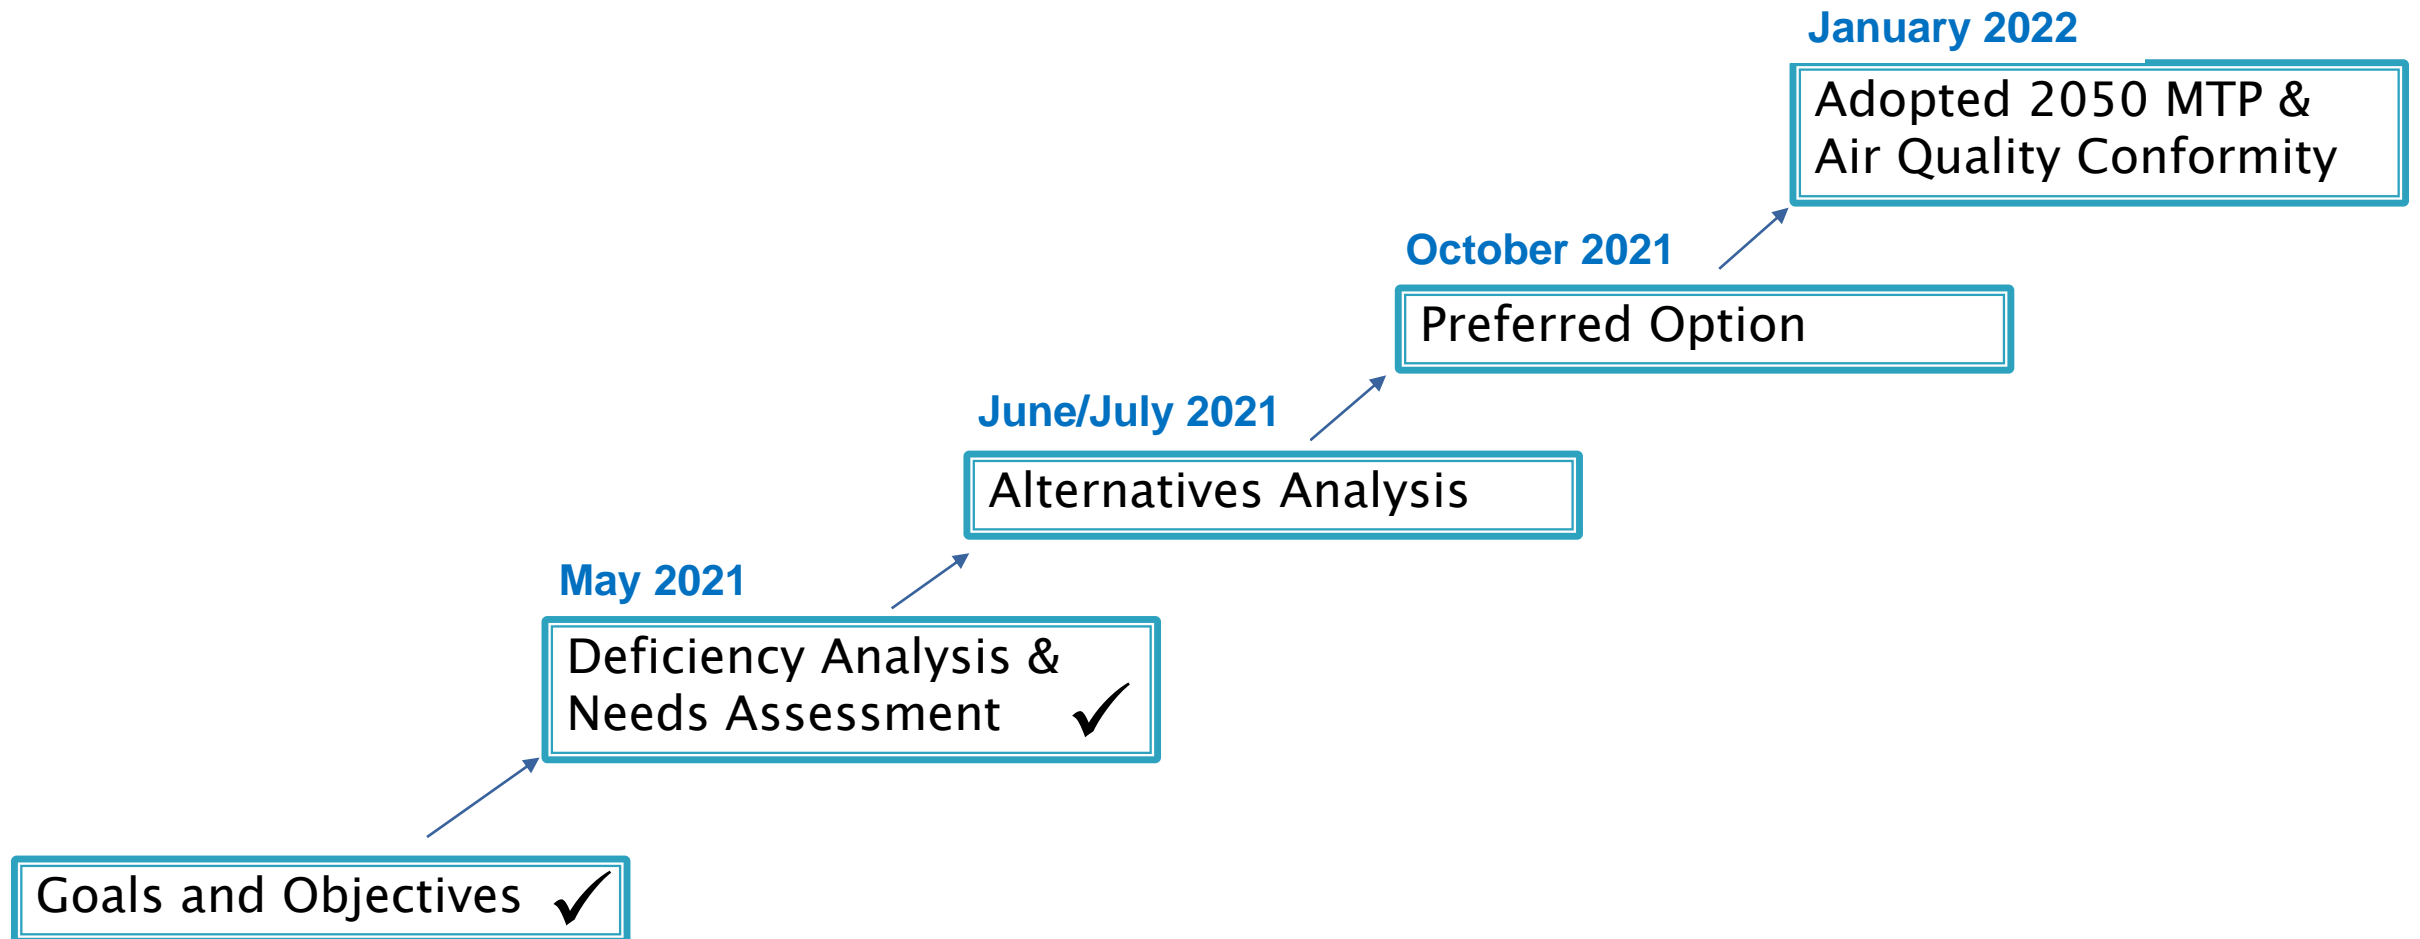 January 2022
Adopted 2050 MTP &
Air Quality Conformity
October 2021
Preferred Option
June/July 2021
Alternatives Analysis
May 2021
Deficiency Analysis &
Needs Assessment ✓
Goals and Objectives ✓